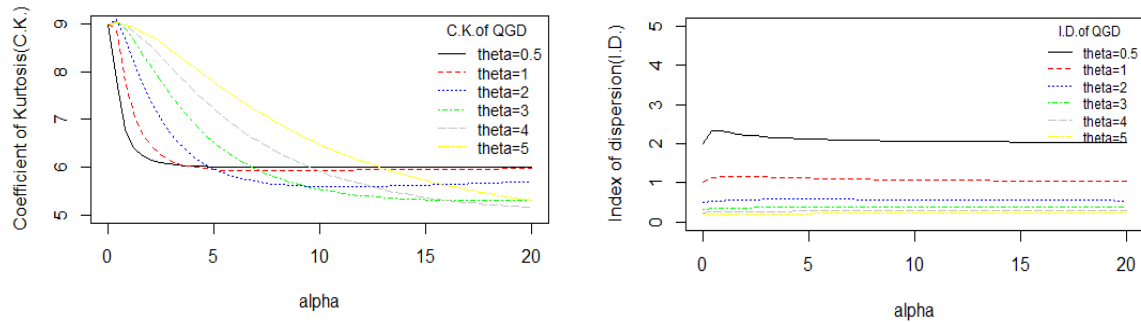 Coefficient of Kurtosis(C.K.)
9
8
7
6
5
C.K.of QGD
theta=0.5
theta=1
theta=2
theta=3
theta=4
theta=5
0
5
10
15
20
alpha
Index of dispersion(I.D.)
5
4
3
2
1
0
I.D.of QGD
theta=0.5
theta=1
theta=2
theta=3
theta=4
theta=5
0
5
10
15
20
alpha